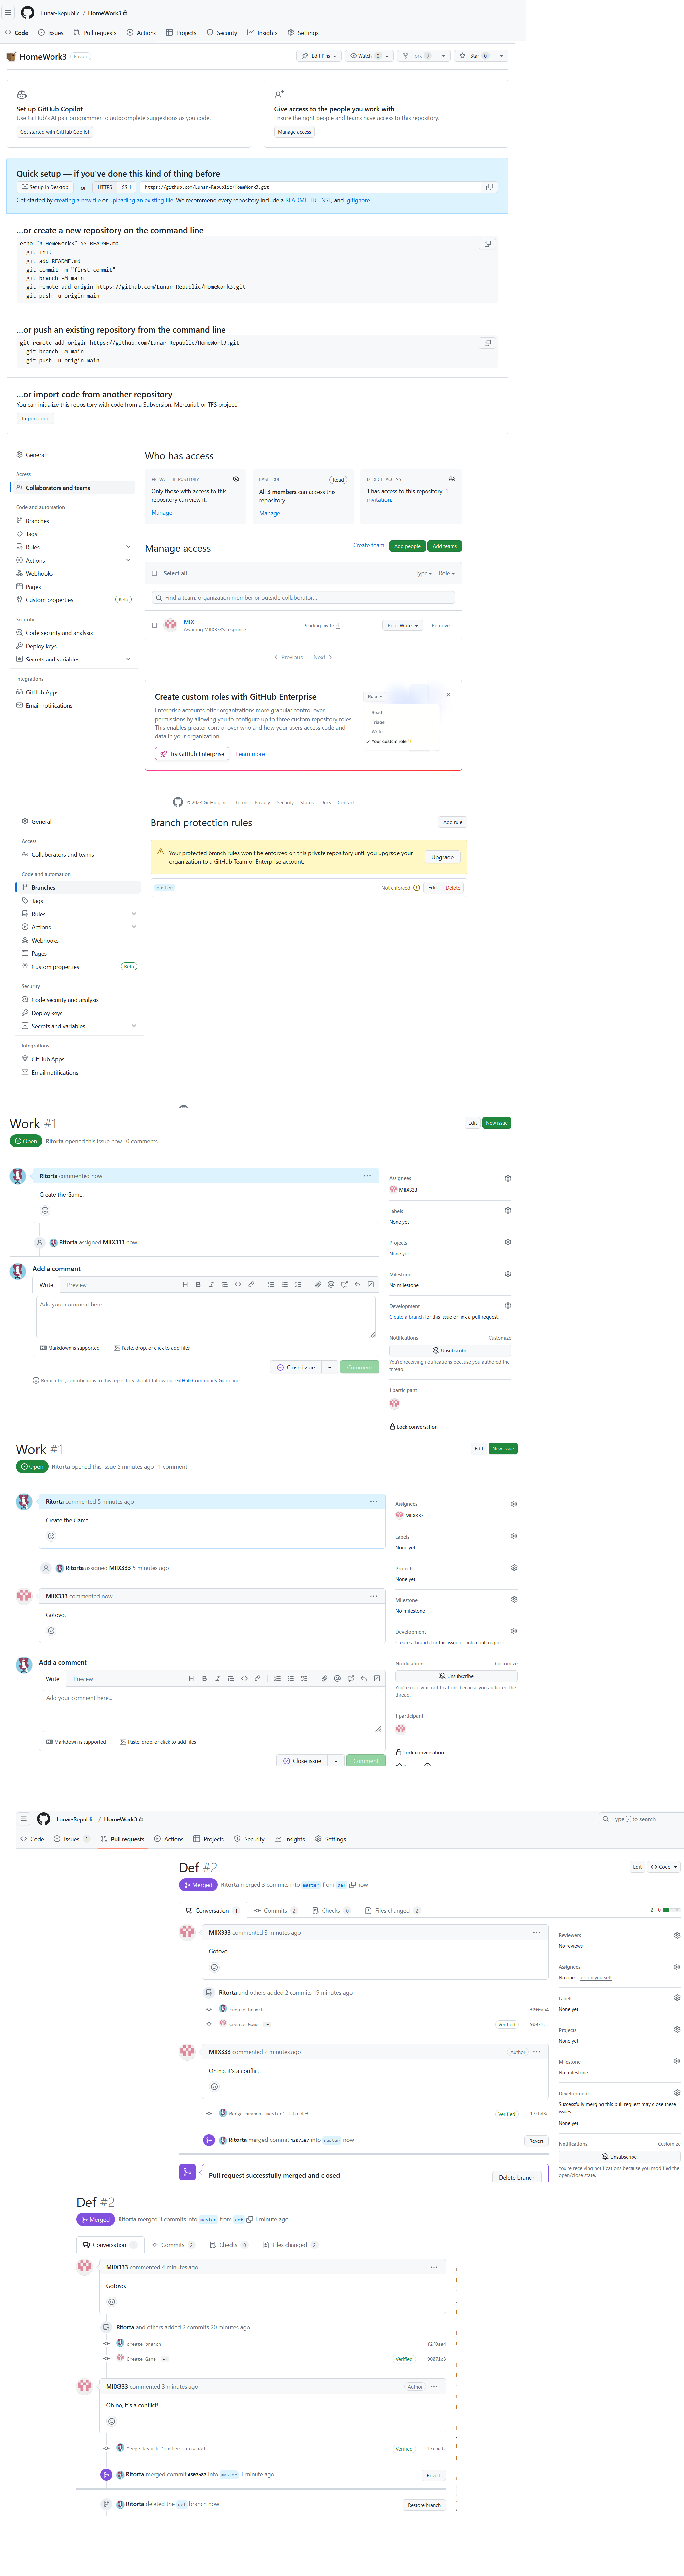 Lunar-Republic / HomeWork3
Code Issues Pull requests Actions Projects Security Insights Settings
HomeWork3 Private Edit Pins Watch 0 Fork 0 Star 0
Set up GitHub Copilot
Use GitHub's AI pair programmer to autocomplete suggestions as you code.
Get started with GitHub Copilot
Give access to the people you work with
Ensure the right people and teams have access to this repository.
Manage access
Quick setup — if you've done this kind of thing before
Set up in Desktop or HTTPS SSH https://github.com/Lunar-Republic/HomeWork3.git
Get started by creating a new file or uploading an existing file. We recommend every repository include a README, LICENSE, and .gitignore.
…or create a new repository on the command line
echo "# HomeWork3" >> README.md
git init
git add README.md
git commit -m "first commit"
git branch -M main
git remote add origin https://github.com/Lunar-Republic/HomeWork3.git
git push -u origin main
…or push an existing repository from the command line
git remote add origin https://github.com/Lunar-Republic/HomeWork3.git
git branch -M main
git push -u origin main
…or import code from another repository
You can initialize this repository with code from a Subversion, Mercurial, or TFS project.
Import code
General
Access
Collaborators and teams
Code and automation
Branches
Tags
Rules
Actions
Webhooks
Pages
Custom properties Beta
Security
Code security and analysis
Deploy keys
Secrets and variables
Integrations
GitHub Apps
Email notifications
Who has access
PRIVATE REPOSITORY
Only those with access to this
repository can view it.
Manage
BASE ROLE Read
All 3 members can access this
repository.
Manage
DIRECT ACCESS
1 has access to this repository. 1
invitation.
Manage access Create team Add people Add teams
Select all Type Role
Find a team, organization member or outside collaborator...
MIX
Awaiting MIIX333's response
Pending Invite Role: Write Remove
Previous Next
Create custom roles with GitHub Enterprise
Enterprise accounts offer organizations more granular control over
permissions by allowing you to configure up to three custom repository roles.
This enables greater control over who and how your users access code and
data in your organization.
Try GitHub Enterprise Learn more
Role
Read
Triage
Write
Your custom role
© 2023 GitHub, Inc. Terms Privacy Security Status Docs Contact
General
Access
Collaborators and teams
Code and automation
Branches
Tags
Rules
Actions
Webhooks
Pages
Custom properties Beta
Security
Code security and analysis
Deploy keys
Secrets and variables
Integrations
GitHub Apps
Email notifications
Branch protection rules Add rule
Your protected branch rules won't be enforced on this private repository until you upgrade your
organization to a GitHub Team or Enterprise account.
Upgrade
master Not enforced Edit Delete
Work #1 Edit New issue
Open Ritorta opened this issue now · 0 comments
Ritorta commented now
Create the Game.
Ritorta assigned MIIX333 now
Add a comment
Write Preview
Add your comment here...
Markdown is supported Paste, drop, or click to add files
Close issue Comment
Remember, contributions to this repository should follow our GitHub Community Guidelines
Assignees
MIIX333
Labels
None yet
Projects
None yet
Milestone
No milestone
Development
Create a branch for this issue or link a pull request.
Notifications Customize
Unsubscribe
You're receiving notifications because you authored the
thread.
1 participant
Lock conversation
Work #1 Edit New issue
Open Ritorta opened this issue 5 minutes ago · 1 comment
Ritorta commented 5 minutes ago
Create the Game.
Ritorta assigned MIIX333 5 minutes ago
MIIX333 commented now
Gotovo.
Add a comment
Write Preview
Add your comment here...
Markdown is supported Paste, drop, or click to add files
Close issue Comment
Assignees
MIIX333
Labels
None yet
Projects
None yet
Milestone
No milestone
Development
Create a branch for this issue or link a pull request.
Notifications Customize
Unsubscribe
You're receiving notifications because you authored the
thread.
1 participant
Lock conversation
Lunar-Republic / HomeWork3 Type / to search
Code Issues 1 Pull requests Actions Projects Security Insights Settings
Def #2 Edit Code
Merged Ritorta merged 3 commits into master from def now
Conversation 1 Commits 2 Checks 0 Files changed 2 +2 −0
MIIX333 commented 3 minutes ago
Gotovo.
Ritorta and others added 2 commits 19 minutes ago
create branch f2f0aa4
Create Game Verified 90071c3
MIIX333 commented 2 minutes ago Author
Oh no, it's a conflict!
Merge branch 'master' into def Verified
Ritorta merged commit 4307a87 into master now Revert
Pull request successfully merged and closed Delete branch
Reviewers
No reviews
Assignees
No one—assign yourself
Labels
None yet
Projects
None yet
Milestone
No milestone
Development
Successfully merging this pull request may close these
issues.
None yet
Notifications Customize
Unsubscribe
You're receiving notifications because you modified the
open/close state.
Def #2
Merged Ritorta merged 3 commits into master from def 1 minute ago
Conversation 1 Commits 2 Checks 0 Files changed 2
MIIX333 commented 4 minutes ago
Gotovo.
Ritorta and others added 2 commits 20 minutes ago
create branch f2f0aa4
Create Game Verified 90071c3
MIIX333 commented 3 minutes ago Author
Oh no, it's a conflict!
Merge branch 'master' into def Verified
Ritorta merged commit 4307a87 into master 1 minute ago Revert
Ritorta deleted the def branch now Restore branch